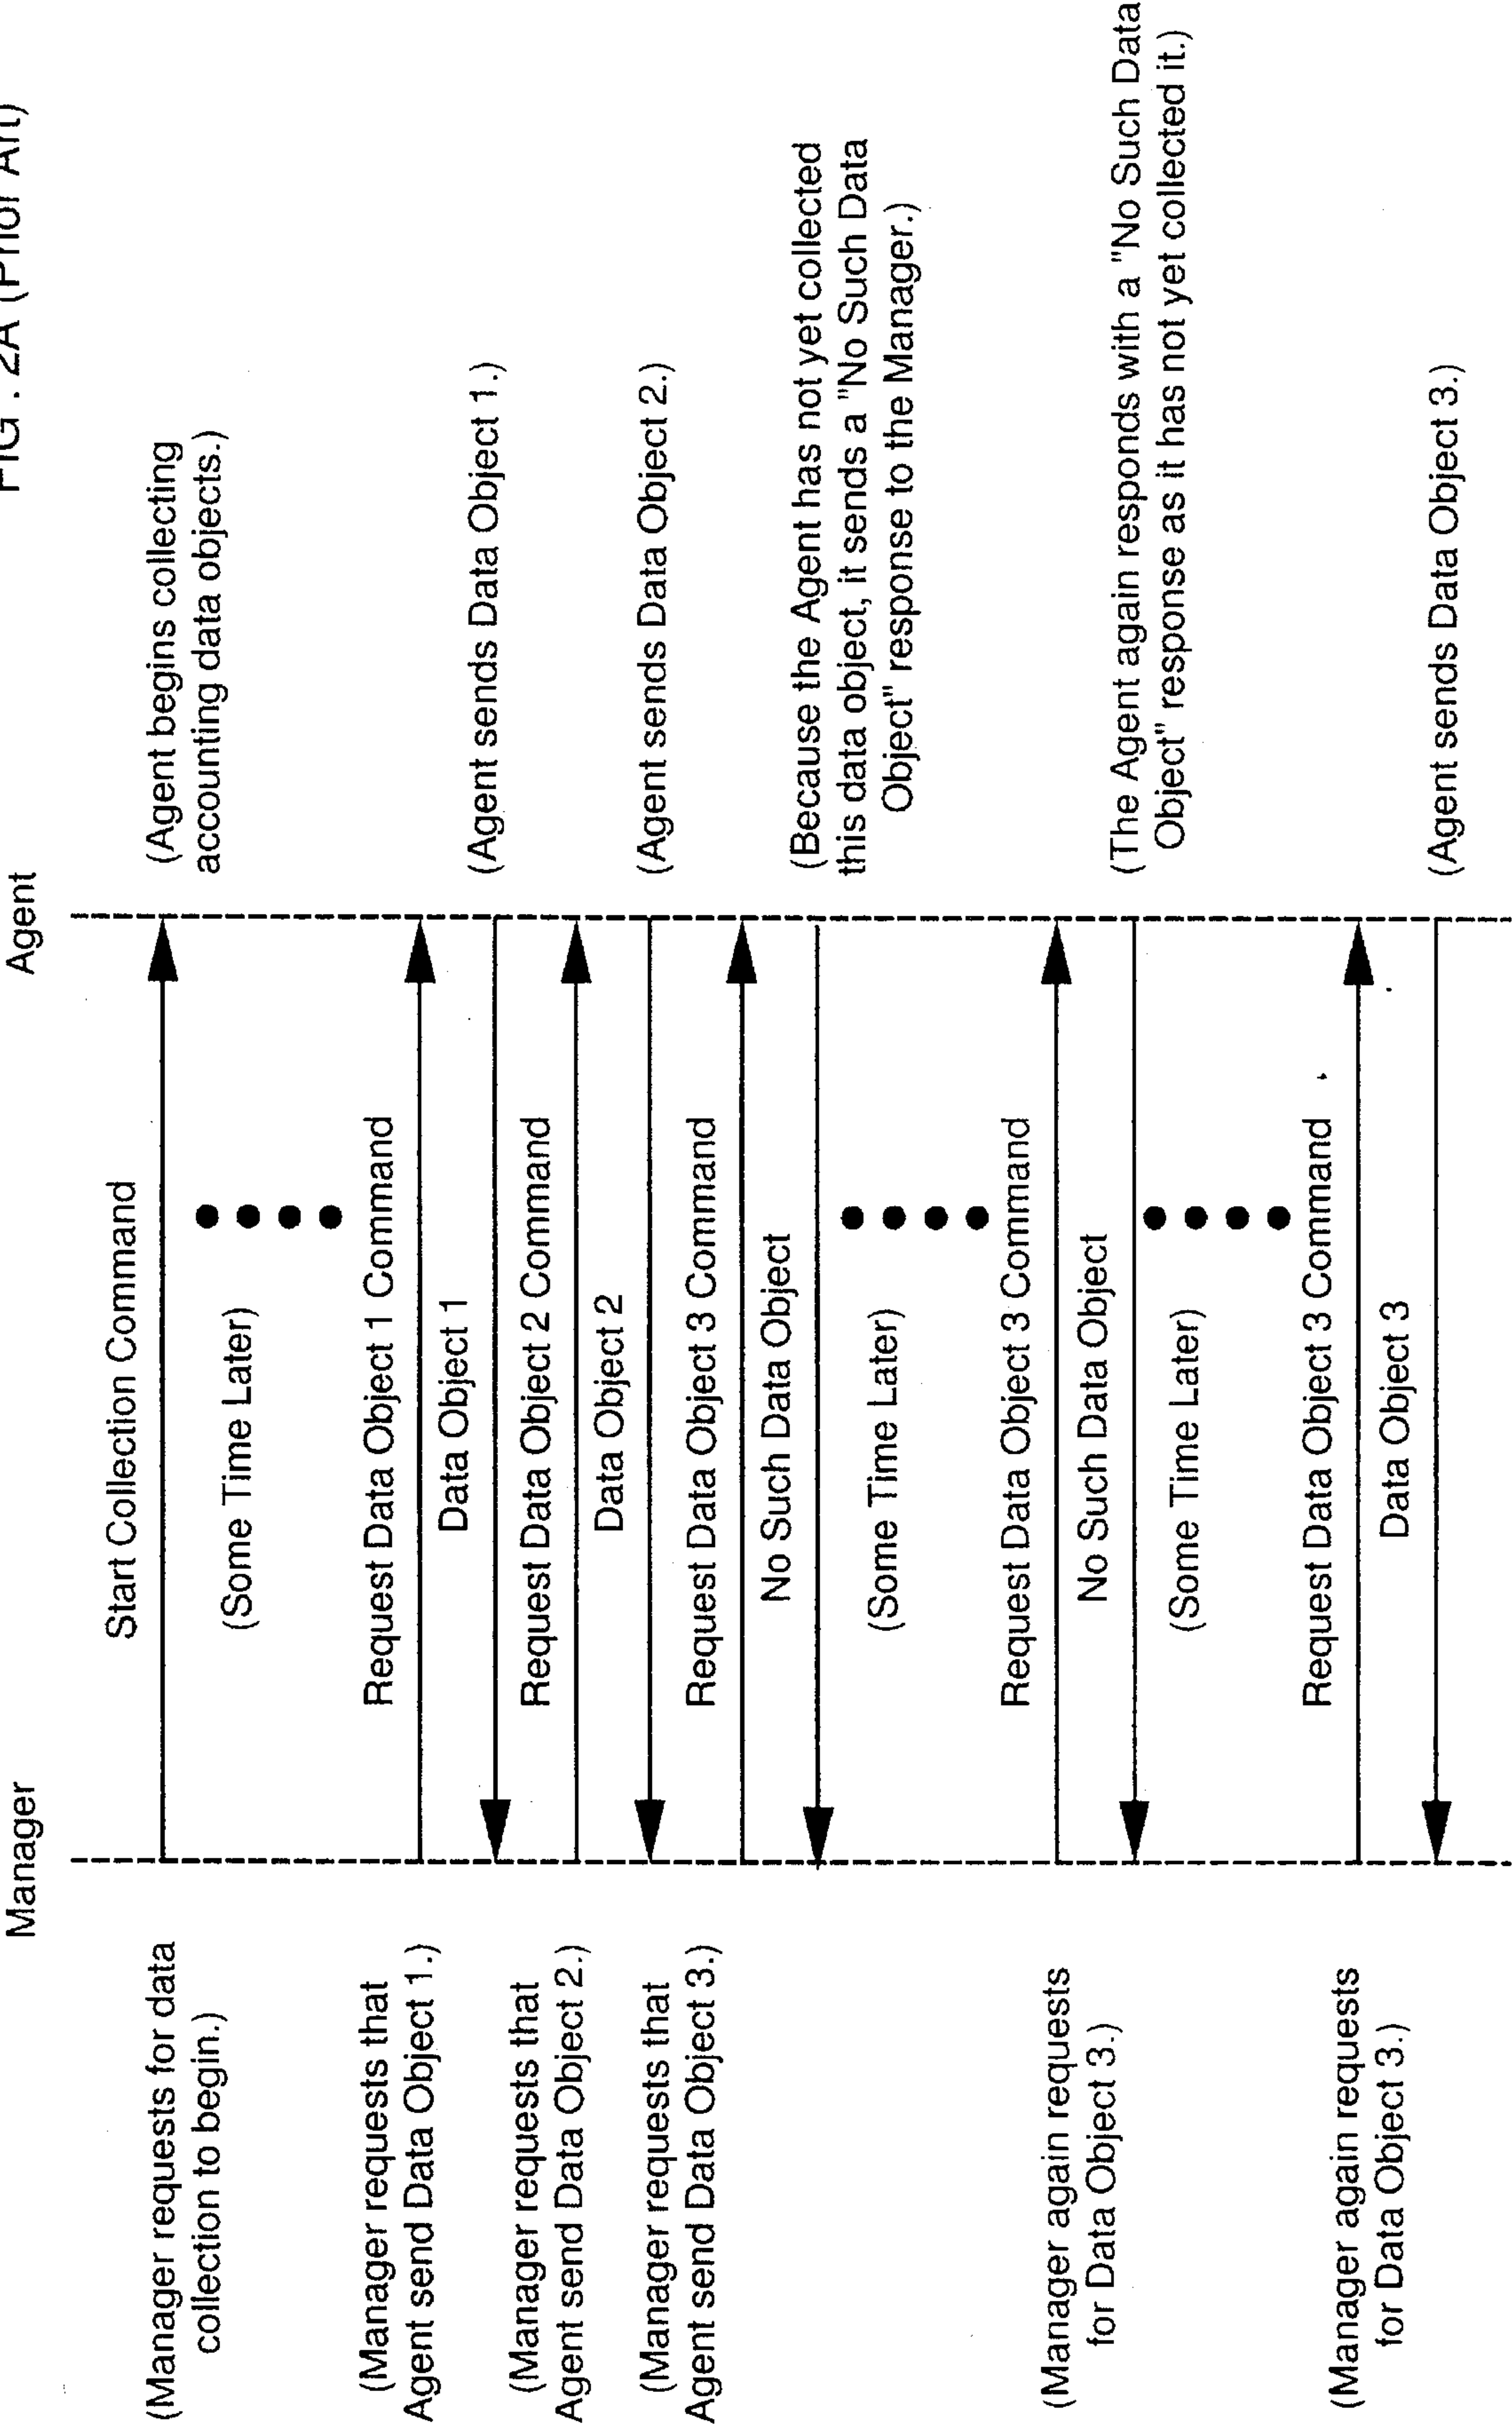 FIG. 2A (Prior Art)
Manager
Agent
(Manager requests for data
collection to begin.)
Start Collection Command
(Agent begins collecting
accounting data objects.)
(Some Time Later)
(Manager requests that
Agent send Data Object 1.)
Request Data Object 1 Command
Data Object 1
(Agent sends Data Object 1.)
(Manager requests that
Agent send Data Object 2.)
Request Data Object 2 Command
Data Object 2
(Agent sends Data Object 2.)
(Manager requests that
Agent send Data Object 3.)
Request Data Object 3 Command
No Such Data Object
(Because the Agent has not yet collected
this data object, it sends a "No Such Data
Object" response to the Manager.)
(Some Time Later)
(Manager again requests
for Data Object 3.)
Request Data Object 3 Command
No Such Data Object
(The Agent again responds with a "No Such Data
Object" response as it has not yet collected it.)
(Some Time Later)
(Manager again requests
for Data Object 3.)
Request Data Object 3 Command
Data Object 3
(Agent sends Data Object 3.)